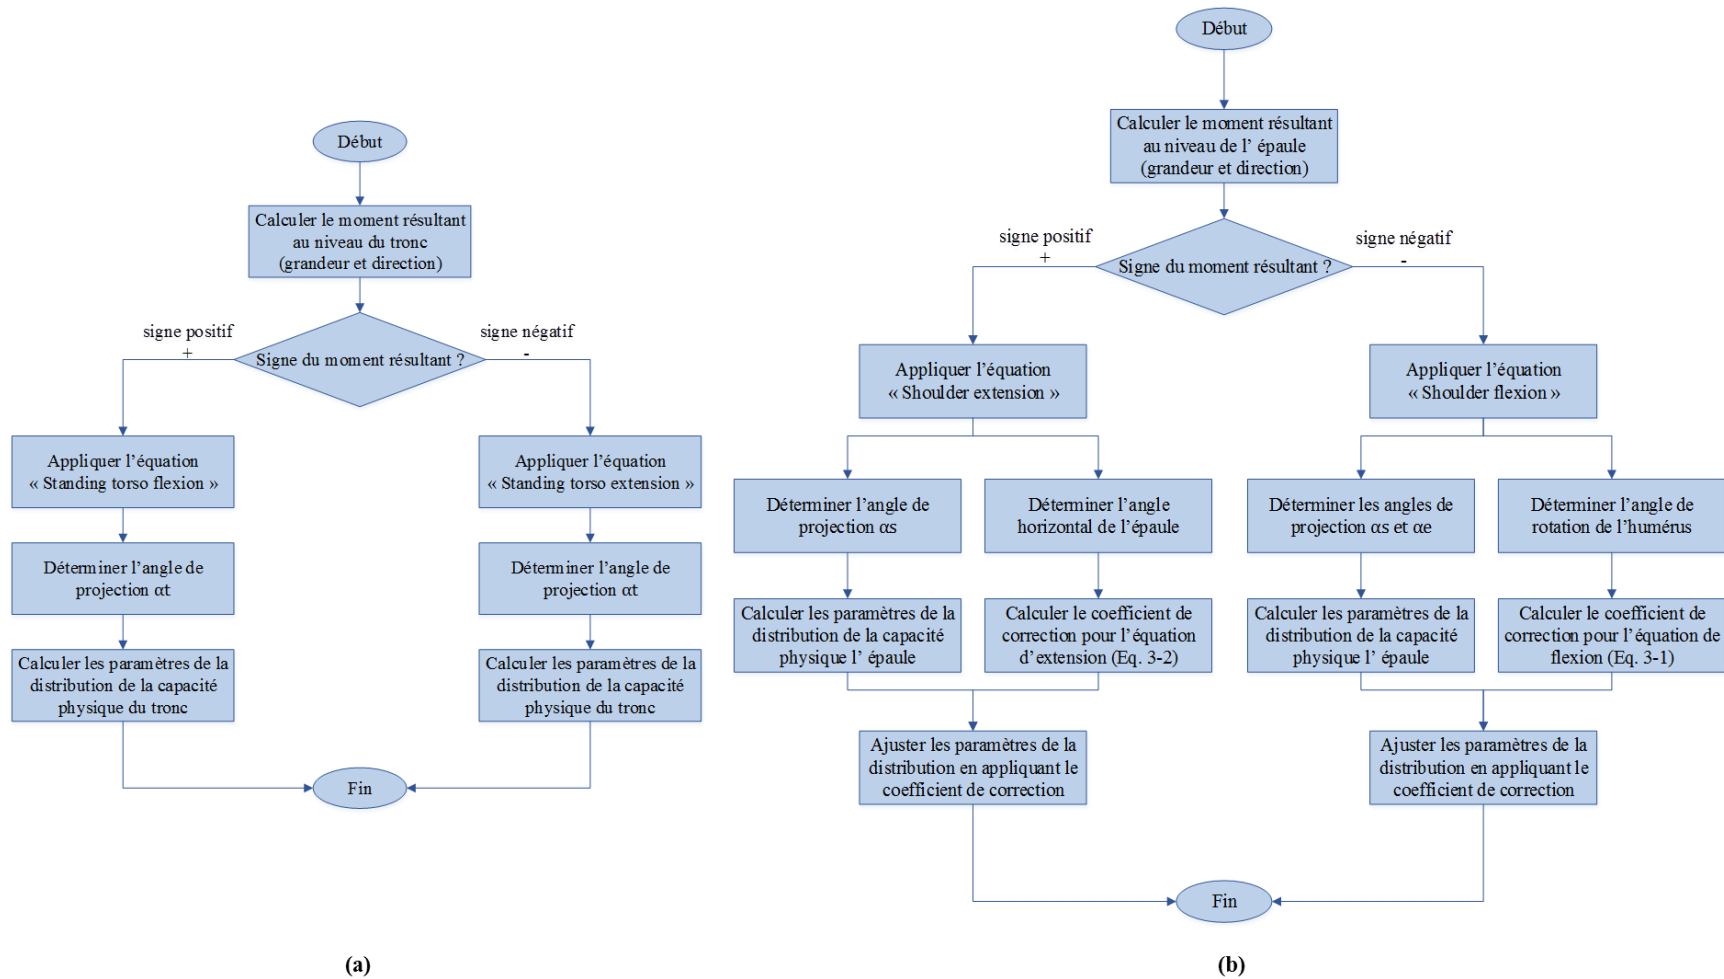 Début
Calculer le moment résultant
au niveau du tronc
(grandeur et direction)
signe positif
+
Signe du moment résultant ?
signe négatif
-
Appliquer l’équation
« Standing torso flexion »
Appliquer l’équation
« Standing torso extension »
Déterminer l’angle de
projection αt
Déterminer l’angle de
projection αt
Calculer les paramètres de la
distribution de la capacité
physique du tronc
Calculer les paramètres de la
distribution de la capacité
physique du tronc
Fin
(a)
Début
Calculer le moment résultant
au niveau de l’ épaule
(grandeur et direction)
signe positif
+
Signe du moment résultant ?
signe négatif
-
Appliquer l’équation
« Shoulder extension »
Appliquer l’équation
« Shoulder flexion »
Déterminer l’angle de
projection αs
Déterminer l’angle
horizontal de l’épaule
Déterminer les angles de
projection αs et αe
Déterminer l’angle de
rotation de l’humérus
Calculer les paramètres de la
distribution de la capacité
physique l’ épaule
Calculer le coefficient de
correction pour l’équation
d’extension (Eq. 3-2)
Calculer les paramètres de la
distribution de la capacité
physique l’ épaule
Calculer le coefficient de
correction pour l’équation de
flexion (Eq. 3-1)
Ajuster les paramètres de la
distribution en appliquant le
coefficient de correction
Ajuster les paramètres de la
distribution en appliquant le
coefficient de correction
Fin
(b)